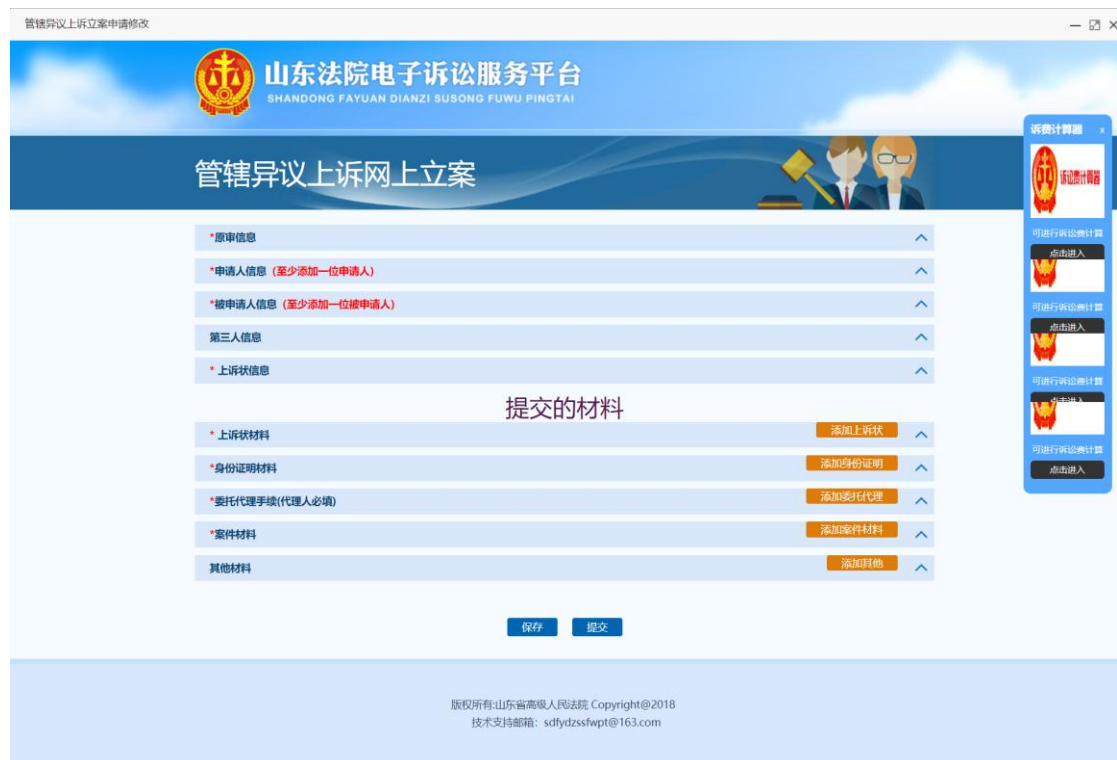 管辖异议上诉立案申请修改
山东法院电子诉讼服务平台
SHANDONG FAYUAN DIANZI SUSONG FUWU PINGTAI
管辖异议上诉网上立案
诉费计算器 x
诉讼费计算器
可进行诉讼费计算
点击进入
可进行诉讼费计算
点击进入
可进行诉讼费计算
点击进入
可进行诉讼费计算
点击进入
*原审信息
*申请人信息（至少添加一位申请人）
*被申请人信息（至少添加一位被申请人）
第三人信息
* 上诉状信息
提交的材料
* 上诉状材料 添加上诉状
*身份证明材料 添加身份证明
*委托代理手续(代理人必填) 添加委托代理
*案件材料 添加案件材料
其他材料 添加其他
保存 提交
版权所有:山东省高级人民法院 Copyright@2018
技术支持邮箱：sdfydzssfwpt@163.com